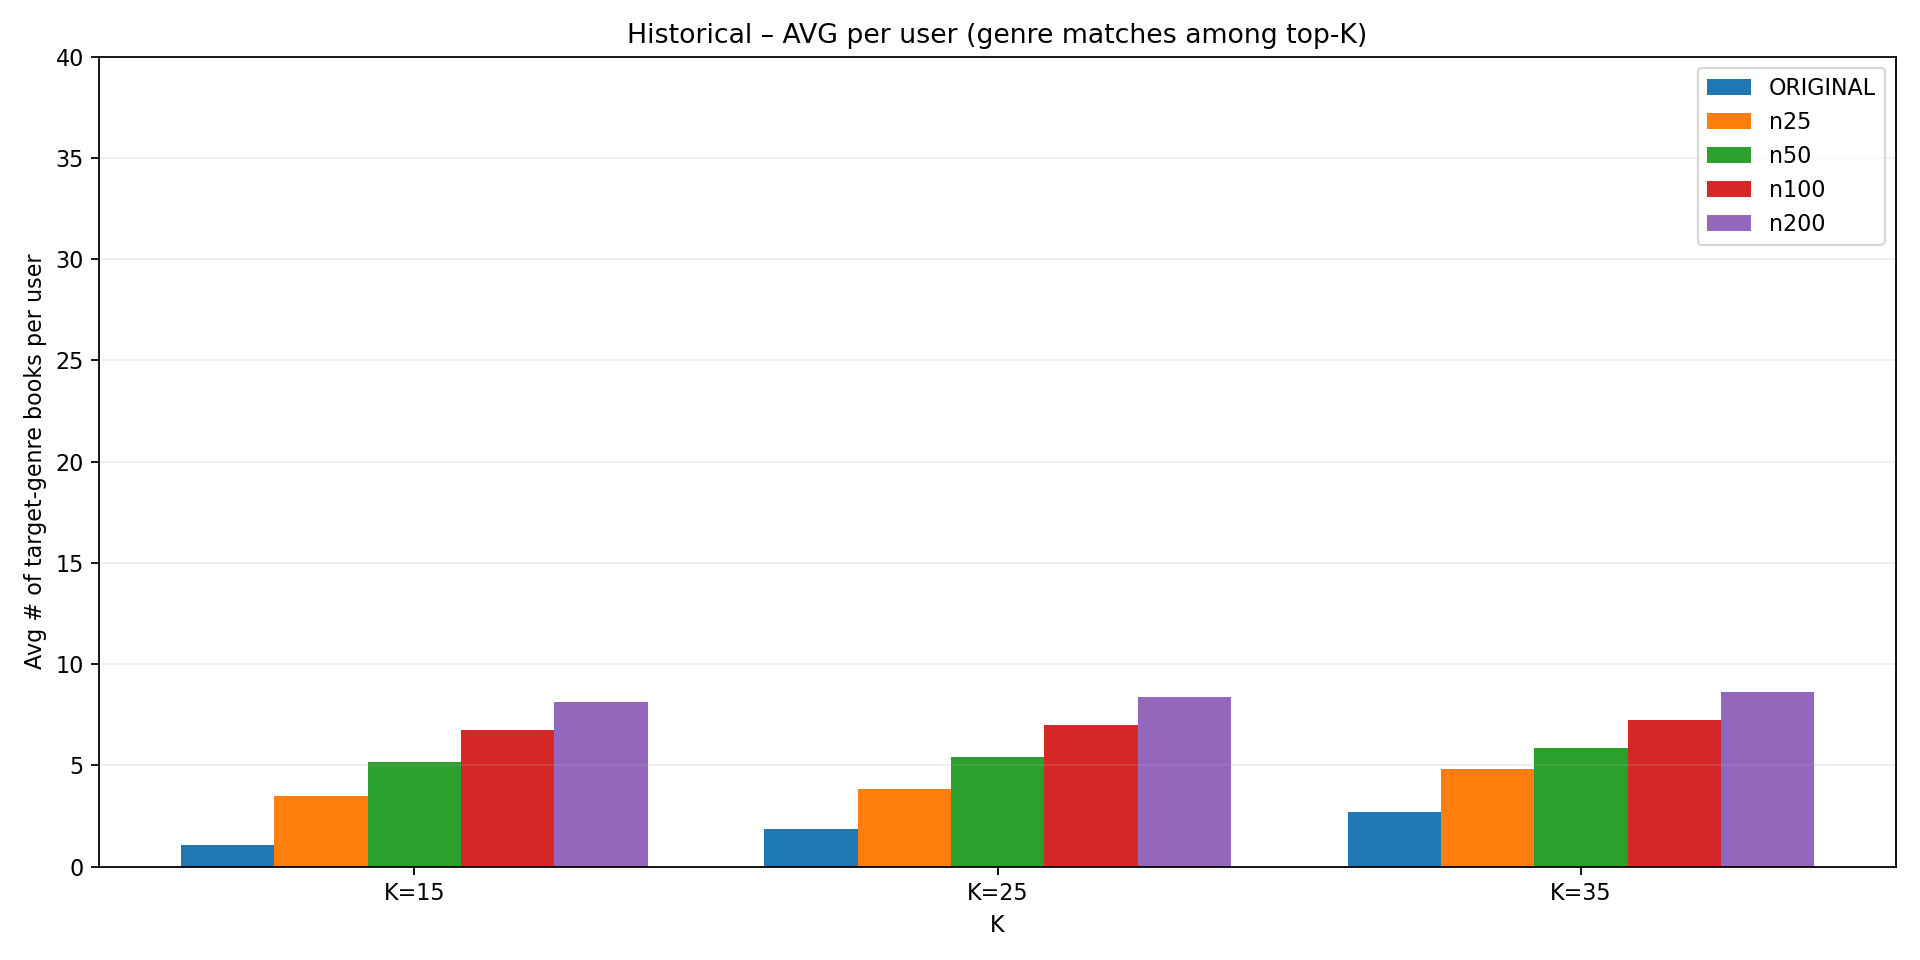 Historical – AVG per user (genre matches among top-K)
40
35
30
25
20
15
10
5
0
Avg # of target-genre books per user
ORIGINAL
n25
n50
n100
n200
K=15
K=25
K=35
K